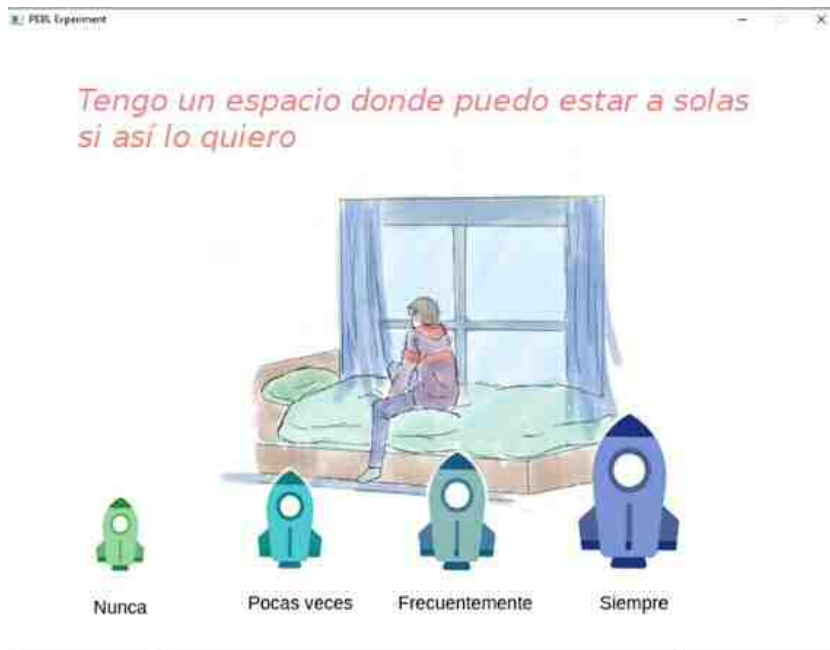 PEBL Experiment
Tengo un espacio donde puedo estar a solas
si así lo quiero
Nunca
Pocas veces
Frecuentemente
Siempre